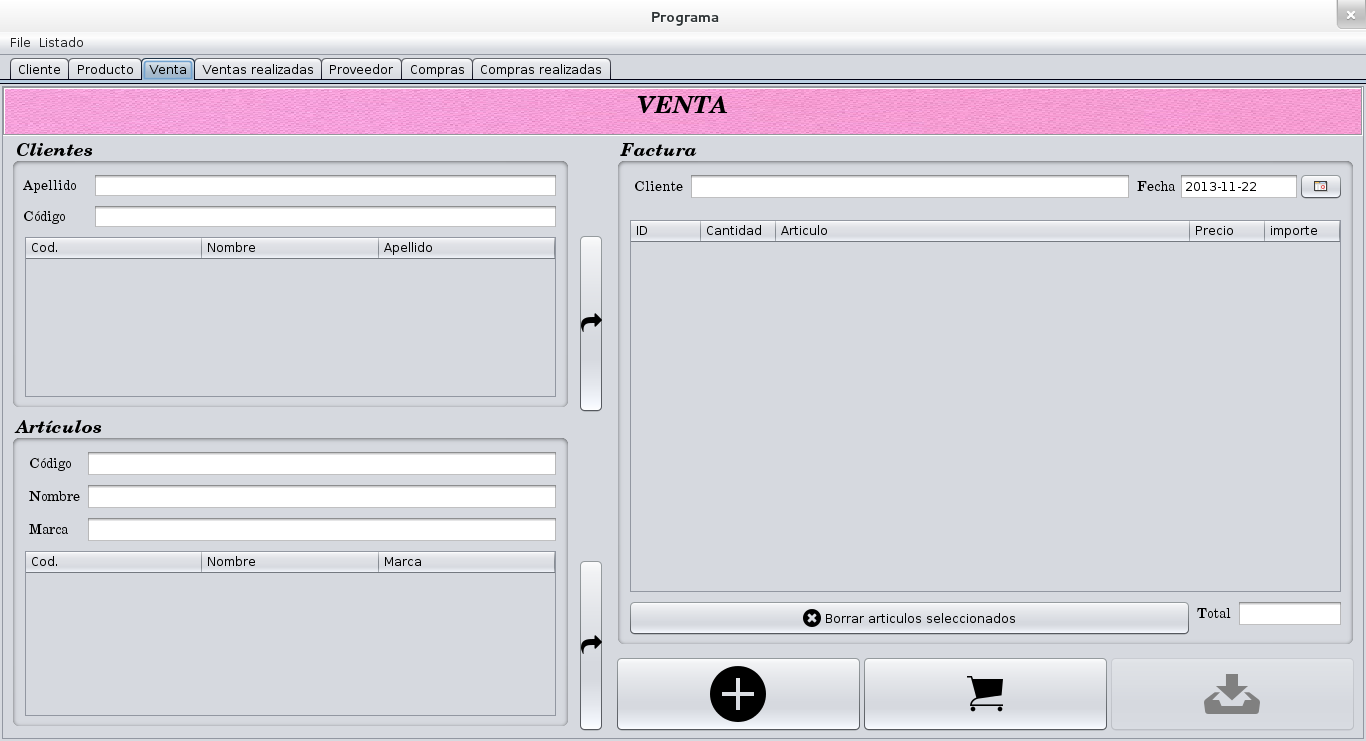 Programa
File Listado
Cliente Producto Venta Ventas realizadas Proveedor Compras Compras realizadas
VENTA
Clientes
Apellido
Código
Cod. Nombre Apellido
Artículos
Código
Nombre
Marca
Cod. Nombre Marca
Factura
Cliente Fecha 2013-11-22
ID Cantidad Articulo Precio importe
Borrar articulos seleccionados Total